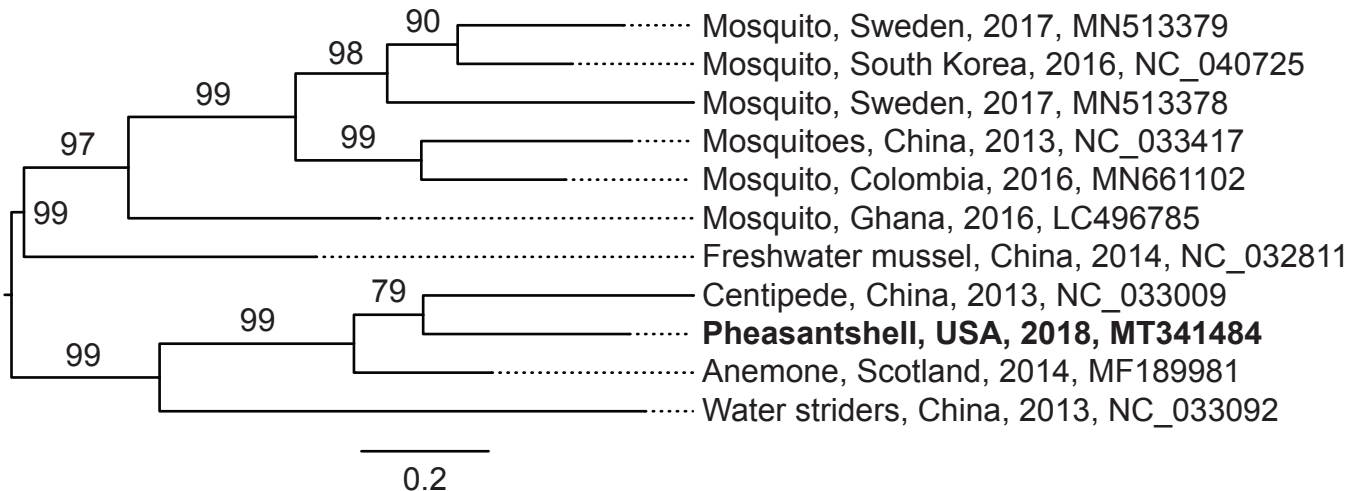 90
Mosquito, Sweden, 2017, MN513379
98
Mosquito, South Korea, 2016, NC_040725
99
Mosquito, Sweden, 2017, MN513378
99
Mosquitoes, China, 2013, NC_033417
97
Mosquito, Colombia, 2016, MN661102
99
Mosquito, Ghana, 2016, LC496785
Freshwater mussel, China, 2014, NC_032811
79
Centipede, China, 2013, NC_033009
99
Pheasantshell, USA, 2018, MT341484
99
Anemone, Scotland, 2014, MF189981
Water striders, China, 2013, NC_033092
0.2